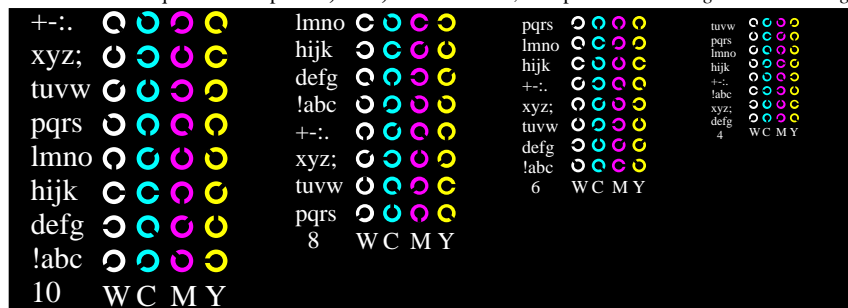 +-:.
xyz;
tuvw
pqrs
lmno
hijk
defg
!abc
10 W C M Y
lmno
hijk
defg
!abc
+-:.
xyz;
tuvw
pqrs
8 W C M Y
pqrs
lmno
hijk
+-:.
xyz;
tuvw
defg
!abc
6 W C M Y
tuvw
pqrs
lmno
hijk
+-:.
!abc
xyz;
defg
4 W C M Y